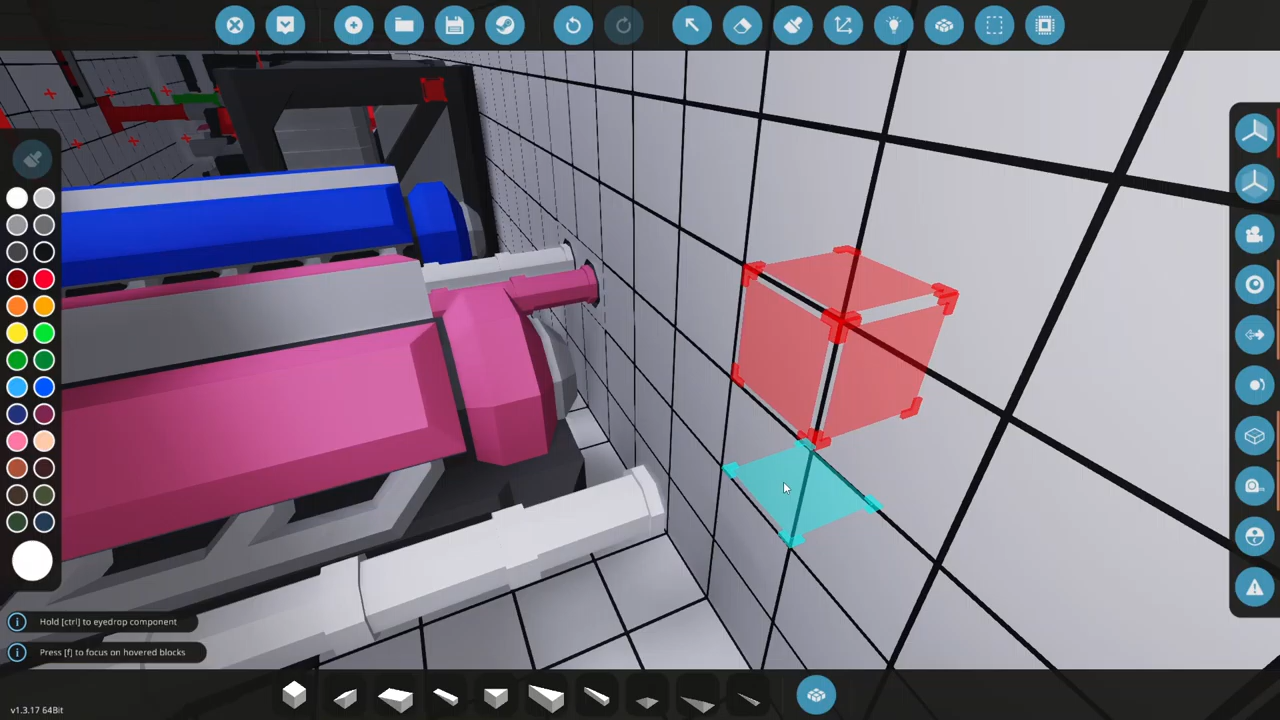 Hold [ctrl] to eyedrop component
Press [f] to focus on hovered blocks
v1.3.17 64Bit